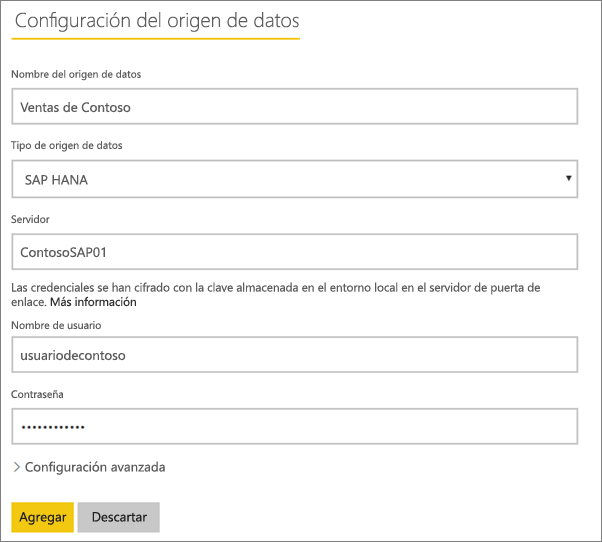 Configuración del origen de datos
Nombre del origen de datos
Ventas de Contoso
Tipo de origen de datos
SAP HANA
Servidor
ContosoSAP01
Las credenciales se han cifrado con la clave almacenada en el entorno local en el servidor de puerta de
enlace. Más información
Nombre de usuario
usuariodecontoso
Contraseña
••••••••••••
Configuración avanzada
Agregar Descartar